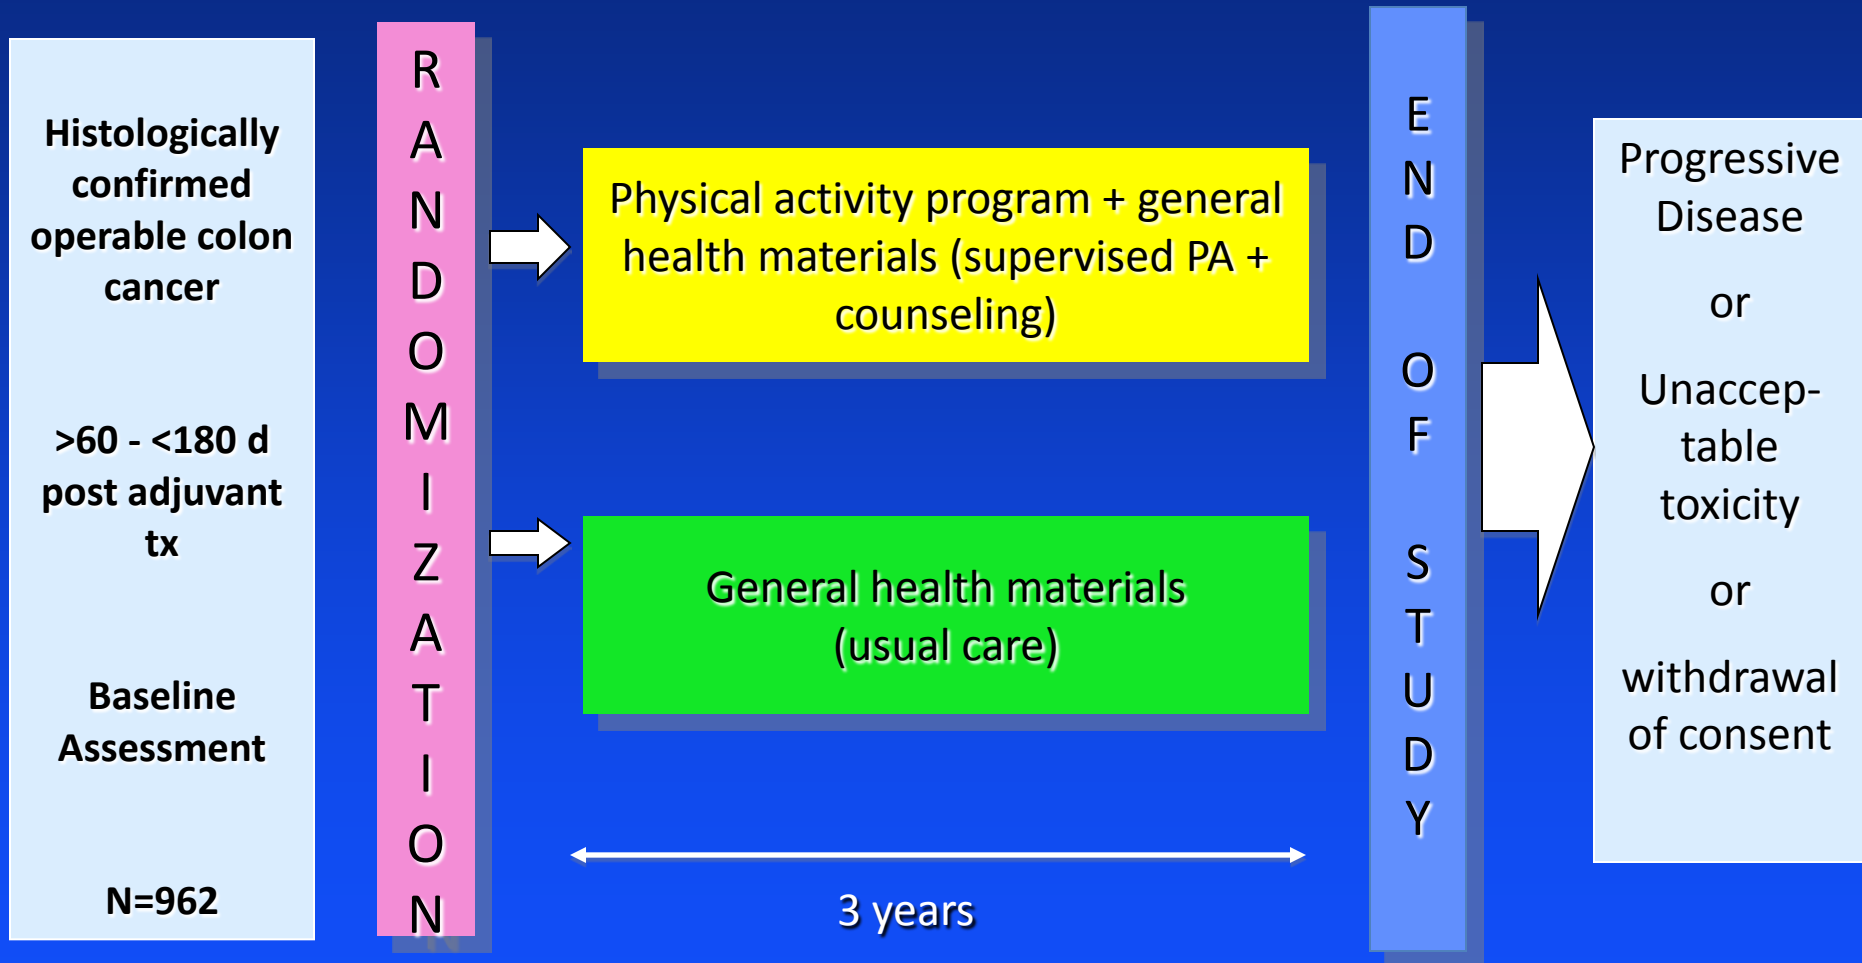 Histologically
confirmed
operable colon
cancer
>60 - <180 d
post adjuvant
tx
Baseline
Assessment
N=962
R
A
N
D
O
M
I
Z
A
T
I
O
N
Physical activity program + general
health materials (supervised PA +
counseling)
General health materials
(usual care)
3 years
E
N
D
O
F
S
T
U
D
Y
Progressive
Disease
or
Unaccep-
table
toxicity
or
withdrawal
of consent